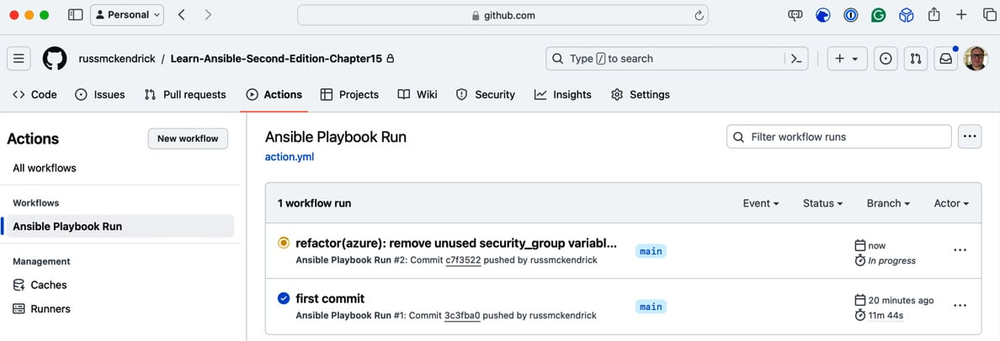 Personal
github.com
russmckendrick / Learn-Ansible-Second-Edition-Chapter15
Type / to search
Code Issues Pull requests Actions Projects Wiki Security Insights Settings
Actions
New workflow
All workflows
Workflows
Ansible Playbook Run
Management
Caches
Runners
Ansible Playbook Run
action.yml
Filter workflow runs
1 workflow run
Event Status Branch Actor
refactor(azure): remove unused security_group variabl...
Ansible Playbook Run #2: Commit c7f3522 pushed by russmckendrick
main
now
In progress
first commit
Ansible Playbook Run #1: Commit 3c3fba0 pushed by russmckendrick
main
20 minutes ago
11m 44s